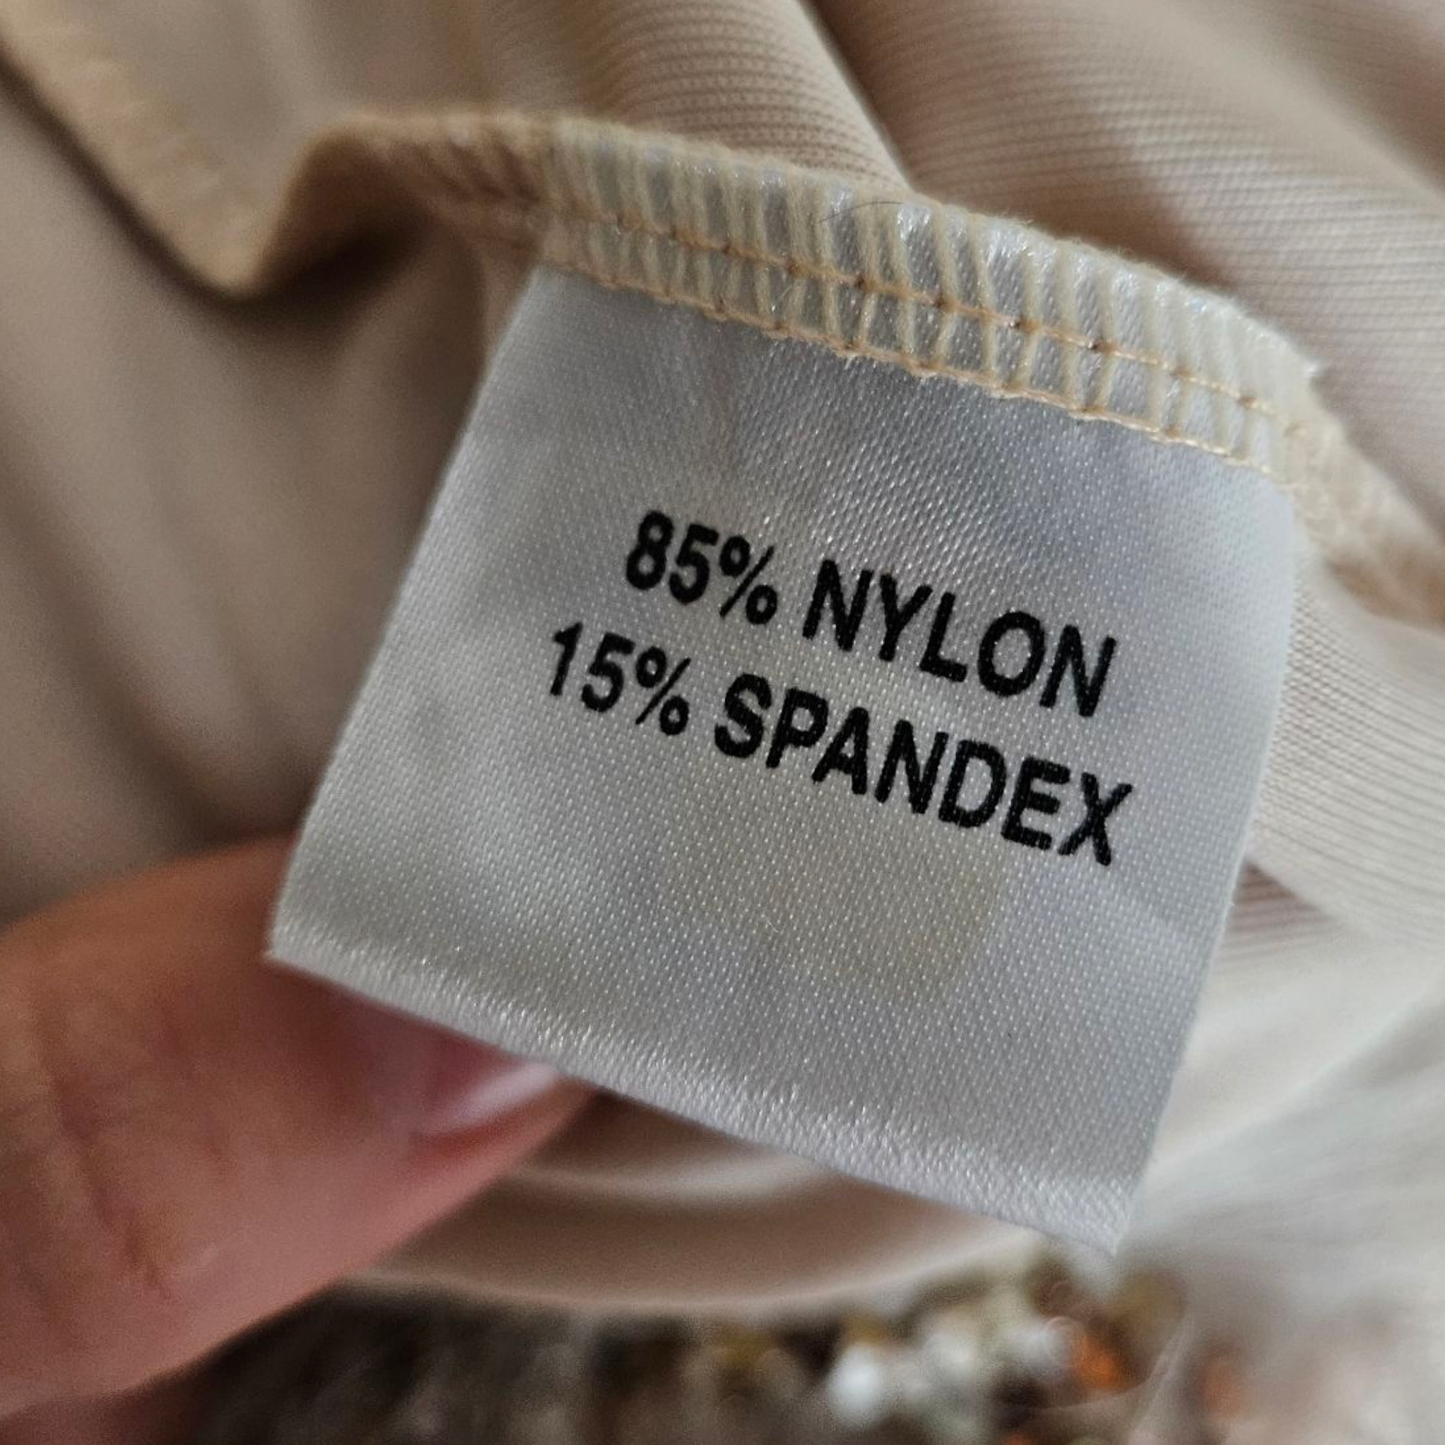 85% NYLON
15% SPANDEX